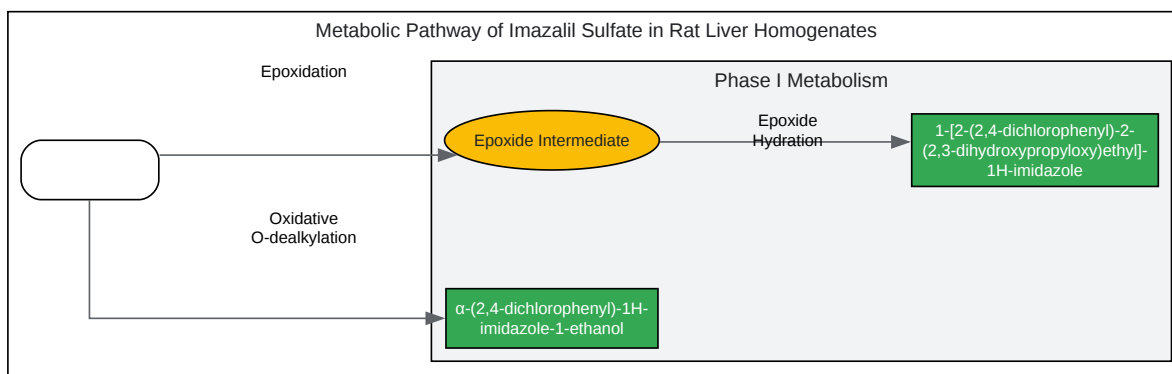 Metabolic Pathway of Imazalil Sulfate in Rat Liver Homogenates
Epoxidation
Phase I Metabolism
Epoxide Intermediate
Epoxide
Hydration
1-[2-(2,4-dichlorophenyl)-2-
(2,3-dihydroxypropyloxy)ethyl]-
1H-imidazole
Oxidative
O-dealkylation
α-(2,4-dichlorophenyl)-1H-
imidazole-1-ethanol